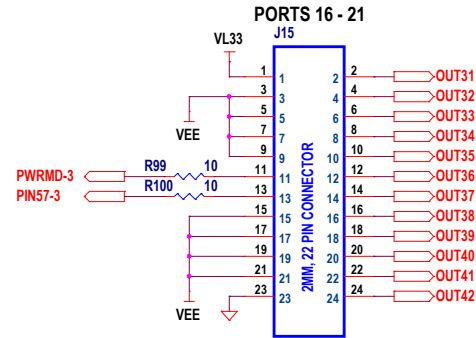 PORTS 16 - 21
J15
VL33
1 1 2 2 OUT31
3 3 4 4 OUT32
5 5 6 6 OUT33
VEE
7 7 8 8 OUT34
9 9 10 10 OUT35
PWRMD-3 R99 10 11 11 12 12 OUT36
PIN57-3 R100 10 13 13 14 14 OUT37
15 15 16 16 OUT38
17 17 18 18 OUT39
19 19 20 20 OUT40
21 21 22 22 OUT41
23 23 24 24 OUT42
VEE
2MM, 22 PIN CONNECTOR